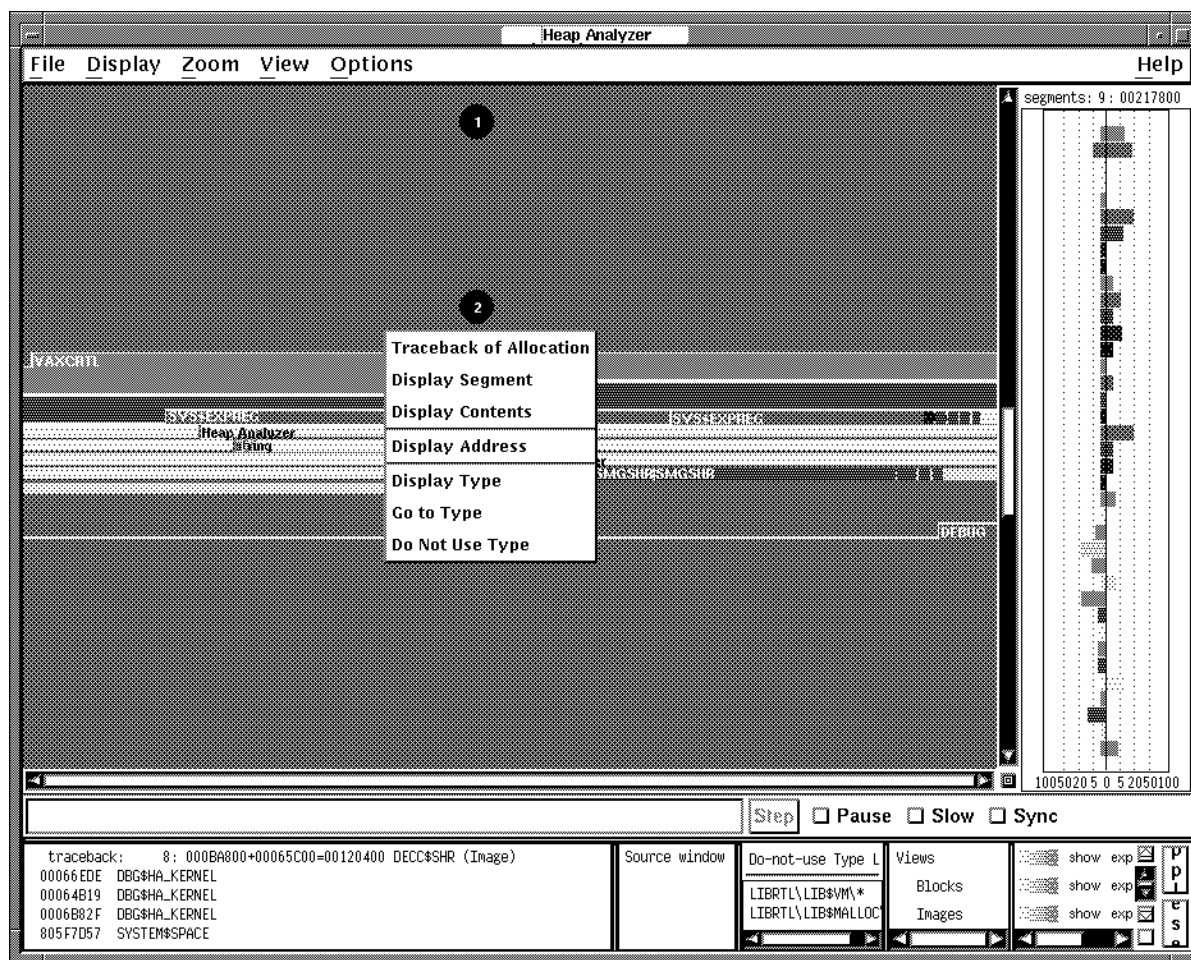 Heap Analyzer
File Display Zoom View Options Help
segments: 9: 00217800
1
2
Traceback of Allocation
Display Segment
Display Contents
Display Address
Display Type
Go to Type
Do Not Use Type
VAXCRTL
SYS$EXPREG SYS$EXPREG
Heap Analyzer
string
SMGSHR SMGSHR
DEBUG
1005020 5 0 5 2050100
Step Pause Slow Sync
traceback: 8: 000BA800+00065C00=00120400 DECC$SHR (Image)
00066EDE DBG$HA_KERNEL
00064B19 DBG$HA_KERNEL
0006B82F DBG$HA_KERNEL
805F7D57 SYSTEM$SPACE
Source window
Do-not-use Type L
LIBRTL\LIB$VM\*
LIBRTL\LIB$MALLOC
Views
Blocks
Images
show exp
show exp
show exp